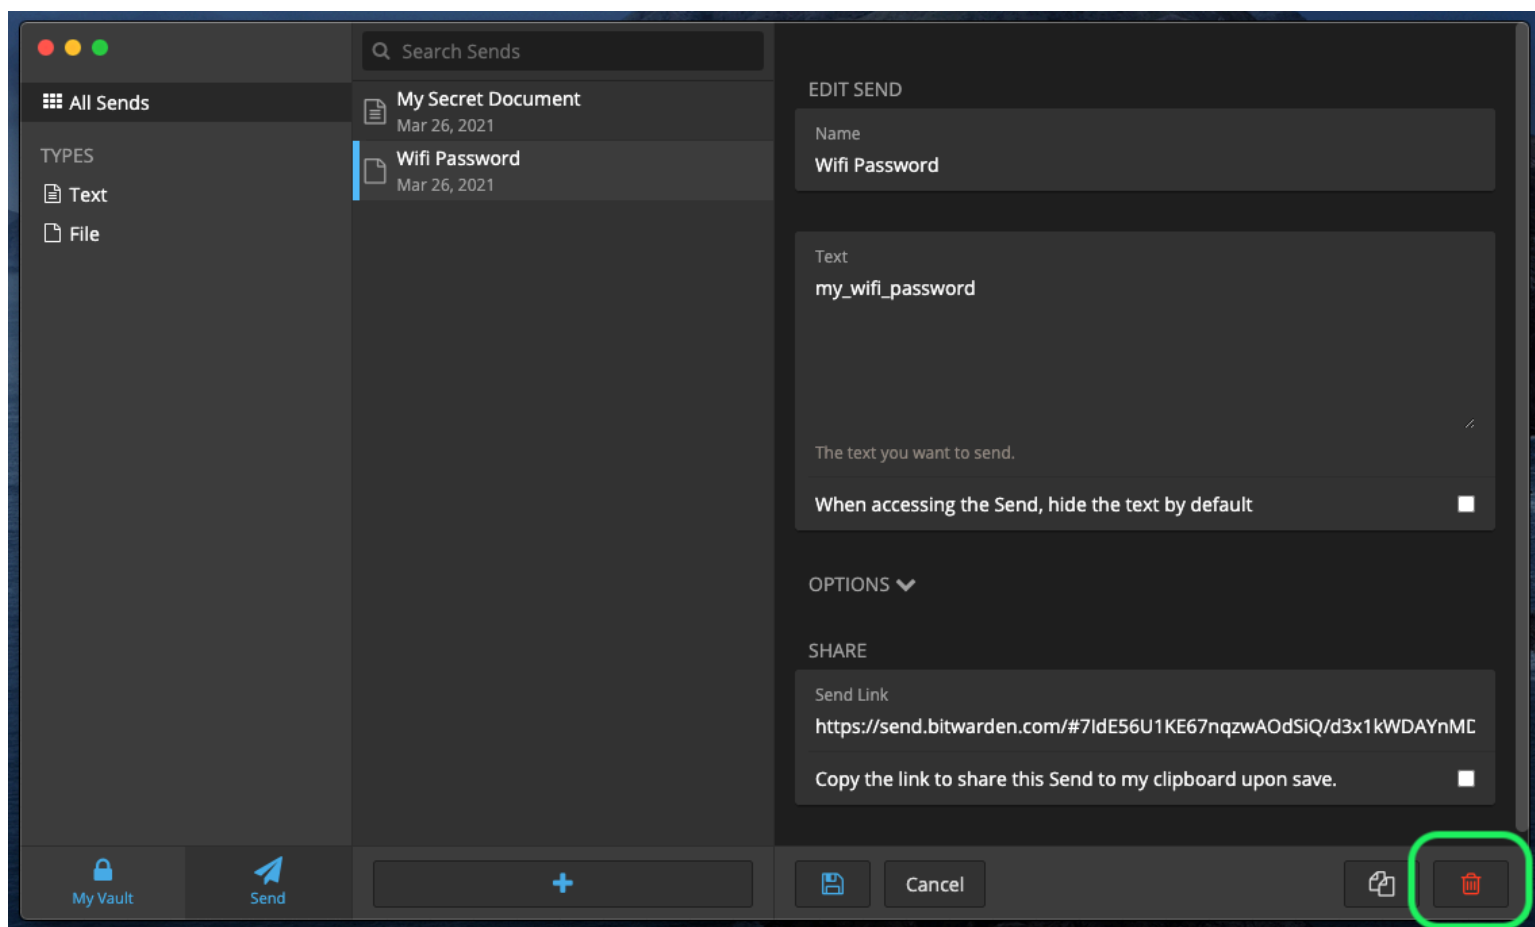 Search Sends
All Sends
TYPES
Text
File
My Secret Document
Mar 26, 2021
Wifi Password
Mar 26, 2021
EDIT SEND
Name
Wifi Password
Text
my_wifi_password
The text you want to send.
When accessing the Send, hide the text by default
OPTIONS
SHARE
Send Link
https://send.bitwarden.com/#7IdE56U1KE67nqzwAOdSiQ/d3x1kWDAYnMD
Copy the link to share this Send to my clipboard upon save.
My Vault
Send
Cancel